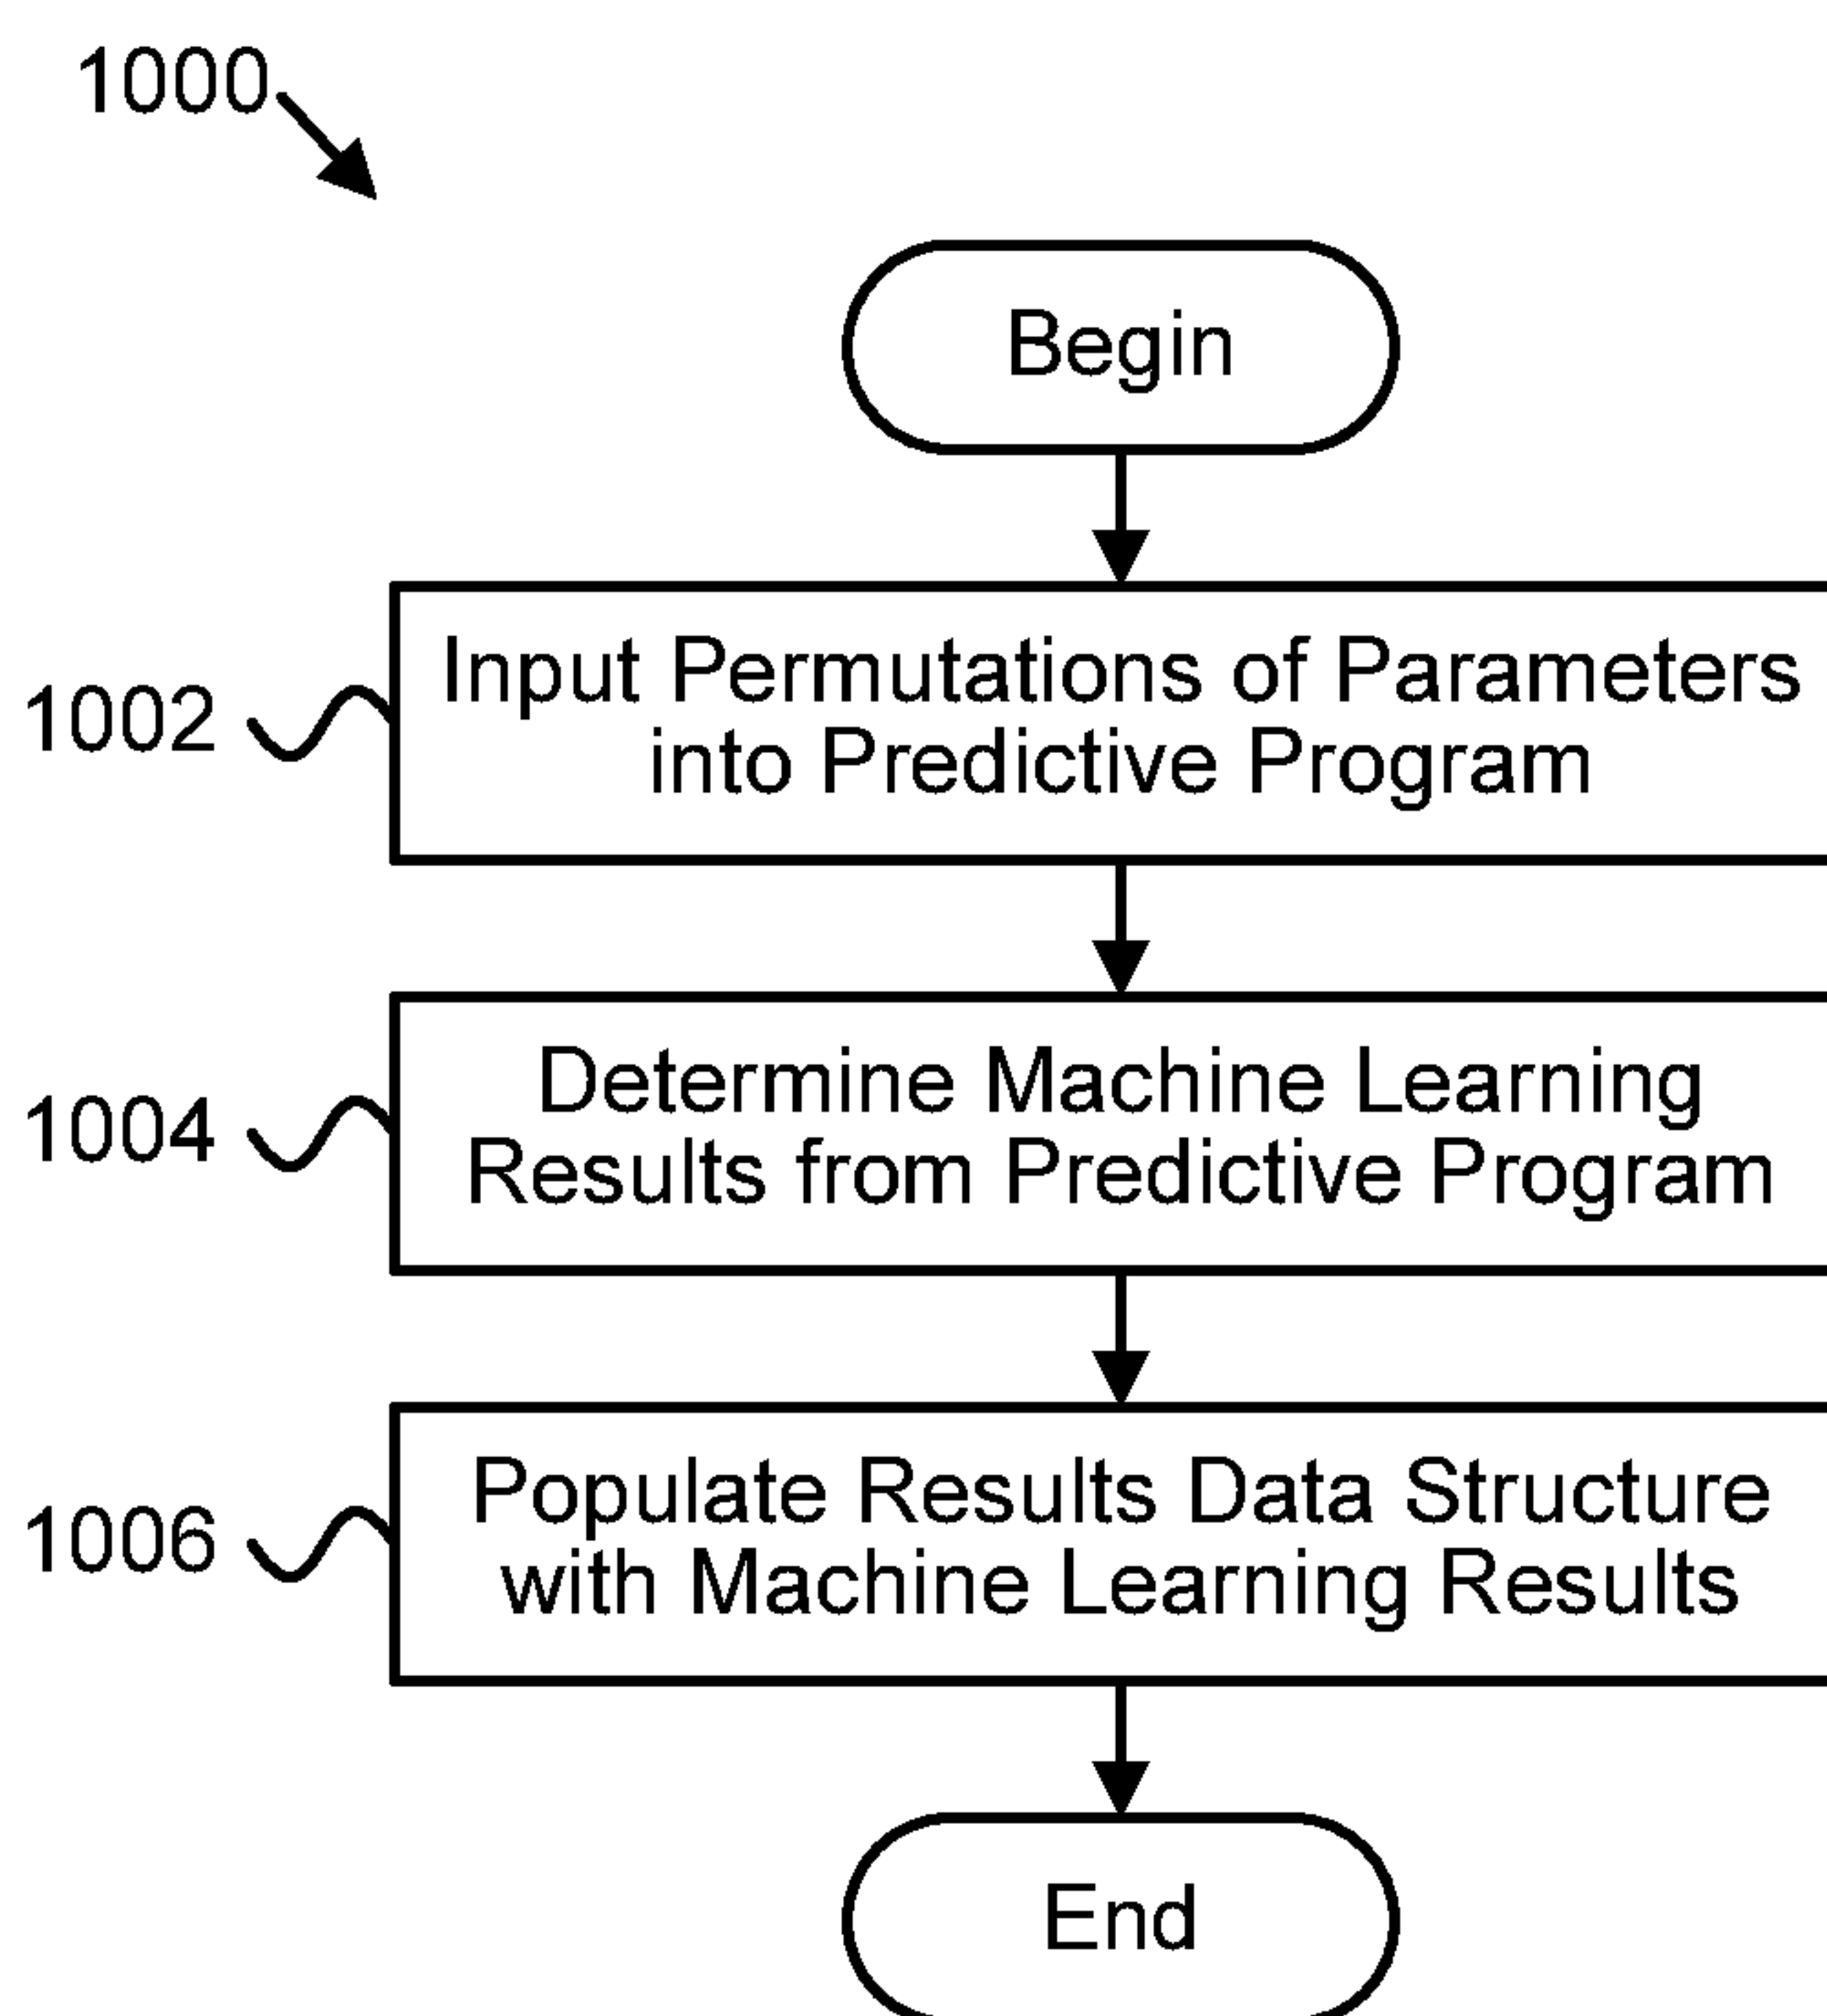 1000
Begin
1002
Input Permutations of Parameters
into Predictive Program
1004
Determine Machine Learning
Results from Predictive Program
1006
Populate Results Data Structure
with Machine Learning Results
End